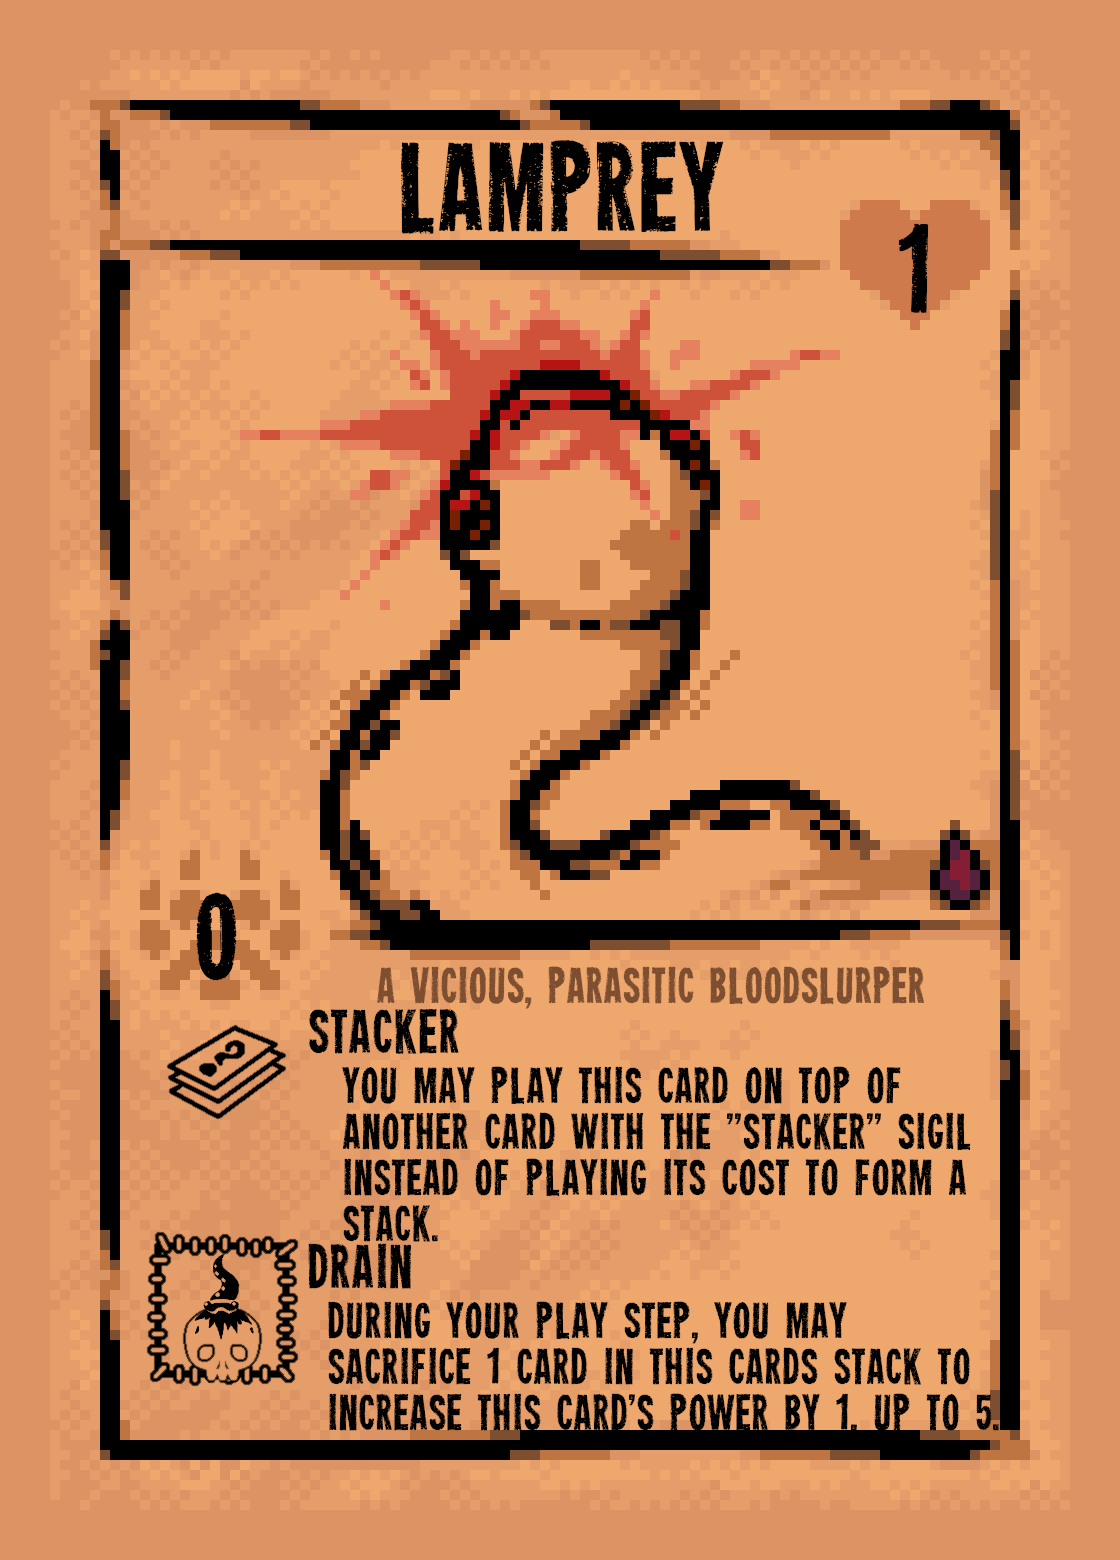 LAMPREY
1
0
A VICIOUS, PARASITIC BLOODSLURPER
STACKER
YOU MAY PLAY THIS CARD ON TOP OF
ANOTHER CARD WITH THE "STACKER" SIGIL
INSTEAD OF PLAYING ITS COST TO FORM A
STACK.
DRAIN
DURING YOUR PLAY STEP, YOU MAY
SACRIFICE 1 CARD IN THIS CARDS STACK TO
INCREASE THIS CARD'S POWER BY 1, UP TO 5.